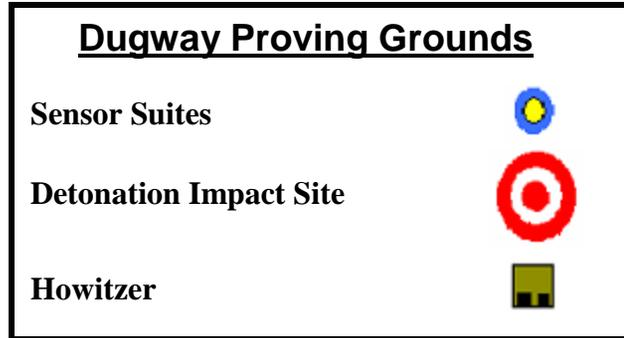 Dugway Proving Grounds
Sensor Suites
Detonation Impact Site
Howitzer